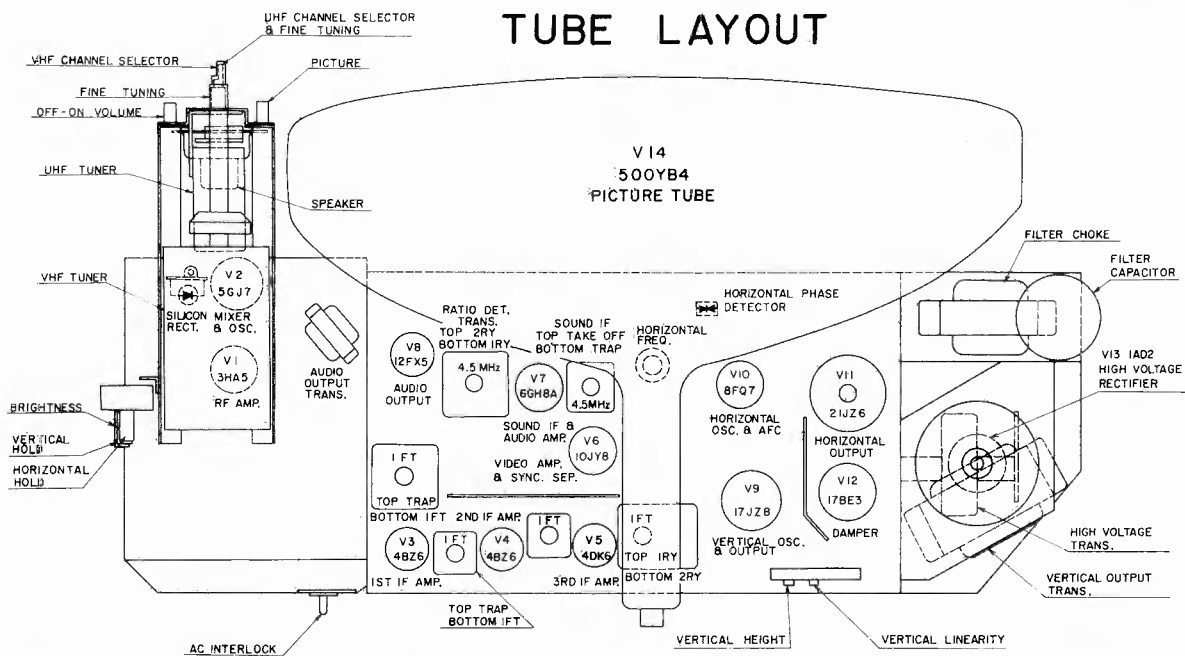 TUBE LAYOUT
UHF CHANNEL SELECTOR
& FINE TUNING
VHF CHANNEL SELECTOR
PICTURE
FINE TUNING
OFF-ON VOLUME
UHF TUNER
SPEAKER
VHF TUNER
V2
5GJ7
SILICON
RECT.
MIXER
& OSC.
V1
3HA5
RF AMP.
BRIGHTNESS
VERTICAL
HOLD
HORIZONTAL
HOLD
AUDIO
OUTPUT
TRANS.
V14
500YB4
PICTURE TUBE
FILTER CHOKE
FILTER
CAPACITOR
HORIZONTAL PHASE
DETECTOR
RATIO DET.
TRANS.
TOP 2RY
BOTTOM 1RY
SOUND IF
TOP TAKE OFF
BOTTOM TRAP
HORIZONTAL
FREQ.
V8
12FX5
AUDIO
OUTPUT
4.5 MHz
V7
6GH8A
4.5MHz
SOUND IF &
AUDIO AMP.
V6
10JY8
VIDEO AMP.
& SYNC. SEP.
V10
8FQ7
HORIZONTAL
OSC. & AFC
V11
21JZ6
HORIZONTAL
OUTPUT
V13 1AD2
HIGH VOLTAGE
RECTIFIER
1 FT
TOP TRAP
BOTTOM 1FT
2ND IF AMP.
V3
4BZ6
1ST IF AMP.
1FT
V4
4BZ6
1FT
V5
4DK6
3RD IF AMP.
1FT
TOP 1RY
BOTTOM 2RY
V9
17JZ8
VERTICAL OSC.
& OUTPUT
V12
17BE3
DAMPER
HIGH VOLTAGE
TRANS.
VERTICAL OUTPUT
TRANS.
TOP TRAP
BOTTOM 1FT
AC INTERLOCK
VERTICAL HEIGHT
VERTICAL LINEARITY